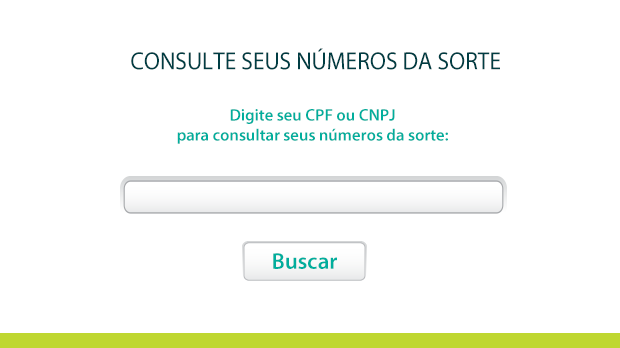 CONSULTE SEUS NÚMEROS DA SORTE
Digite seu CPF ou CNPJ
para consultar seus números da sorte:
Buscar